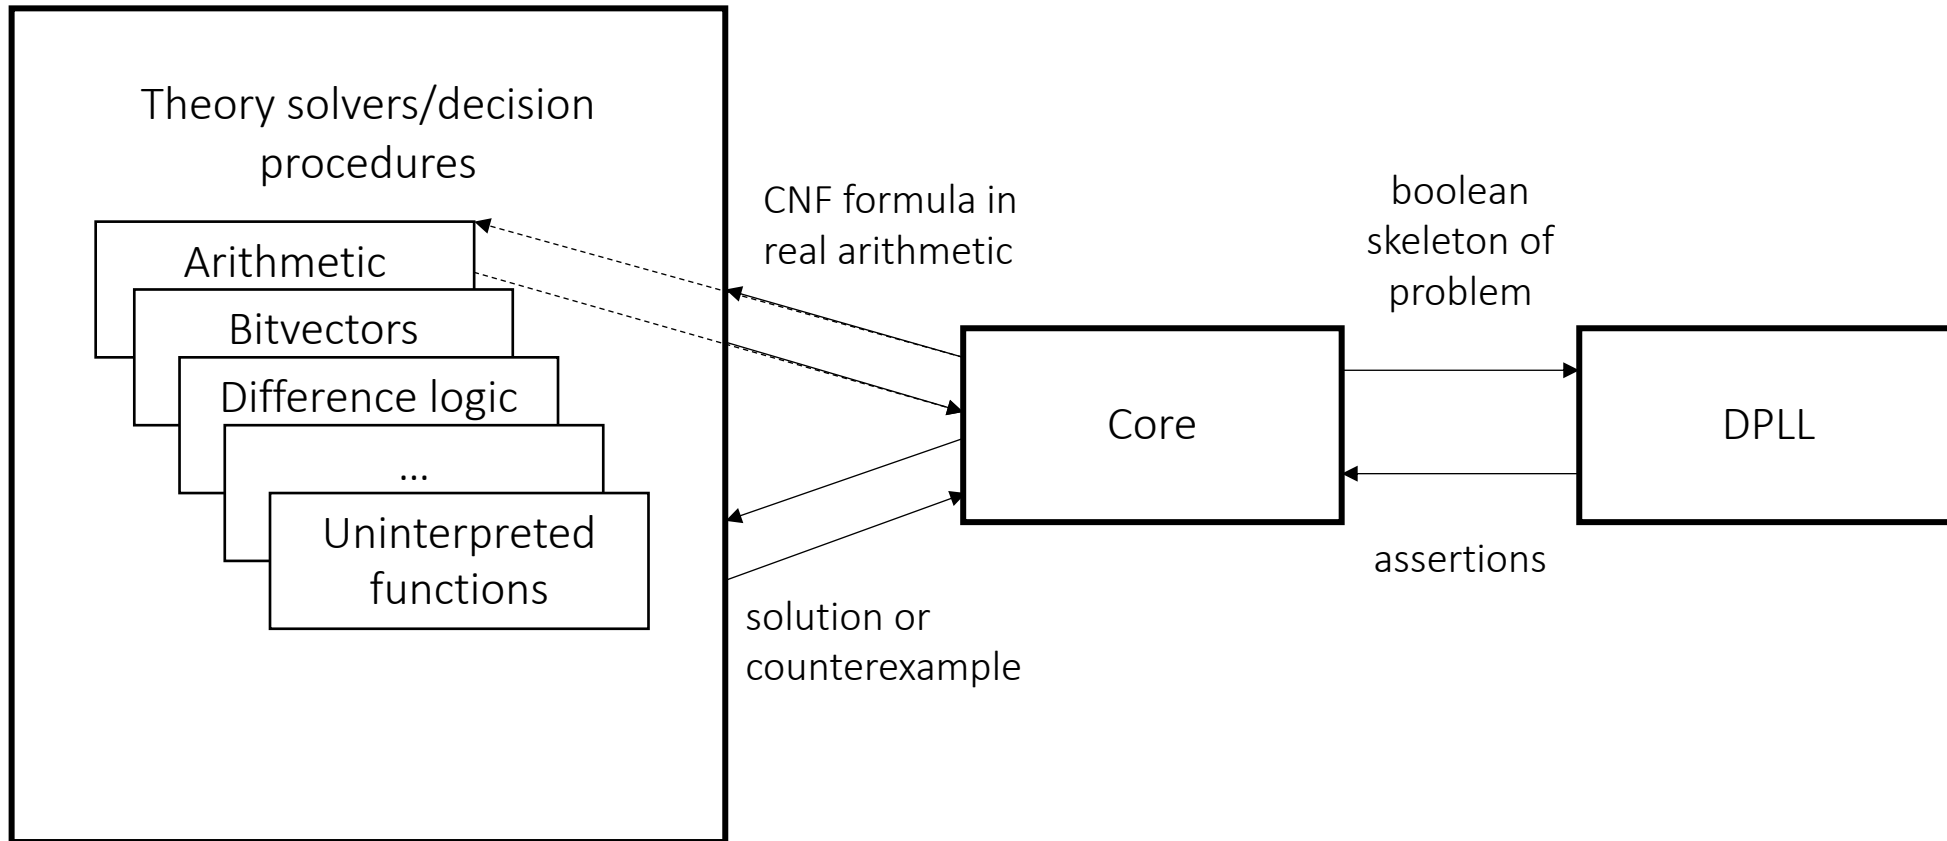 Theory solvers/decision
procedures
Arithmetic
Bitvectors
Difference logic
...
Uninterpreted
functions
CNF formula in
real arithmetic
solution or
counterexample
Core
boolean
skeleton of
problem
assertions
DPLL